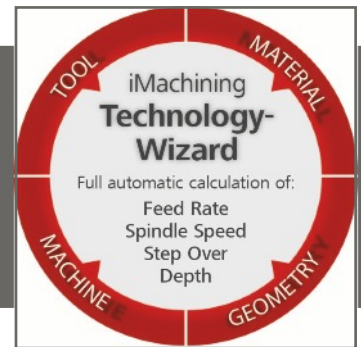 TOOL
MATERIAL
iMachining
Technology-
Wizard
Full automatic calculation of:
Feed Rate
Spindle Speed
Step Over
Depth
MACHINE
GEOMETRY